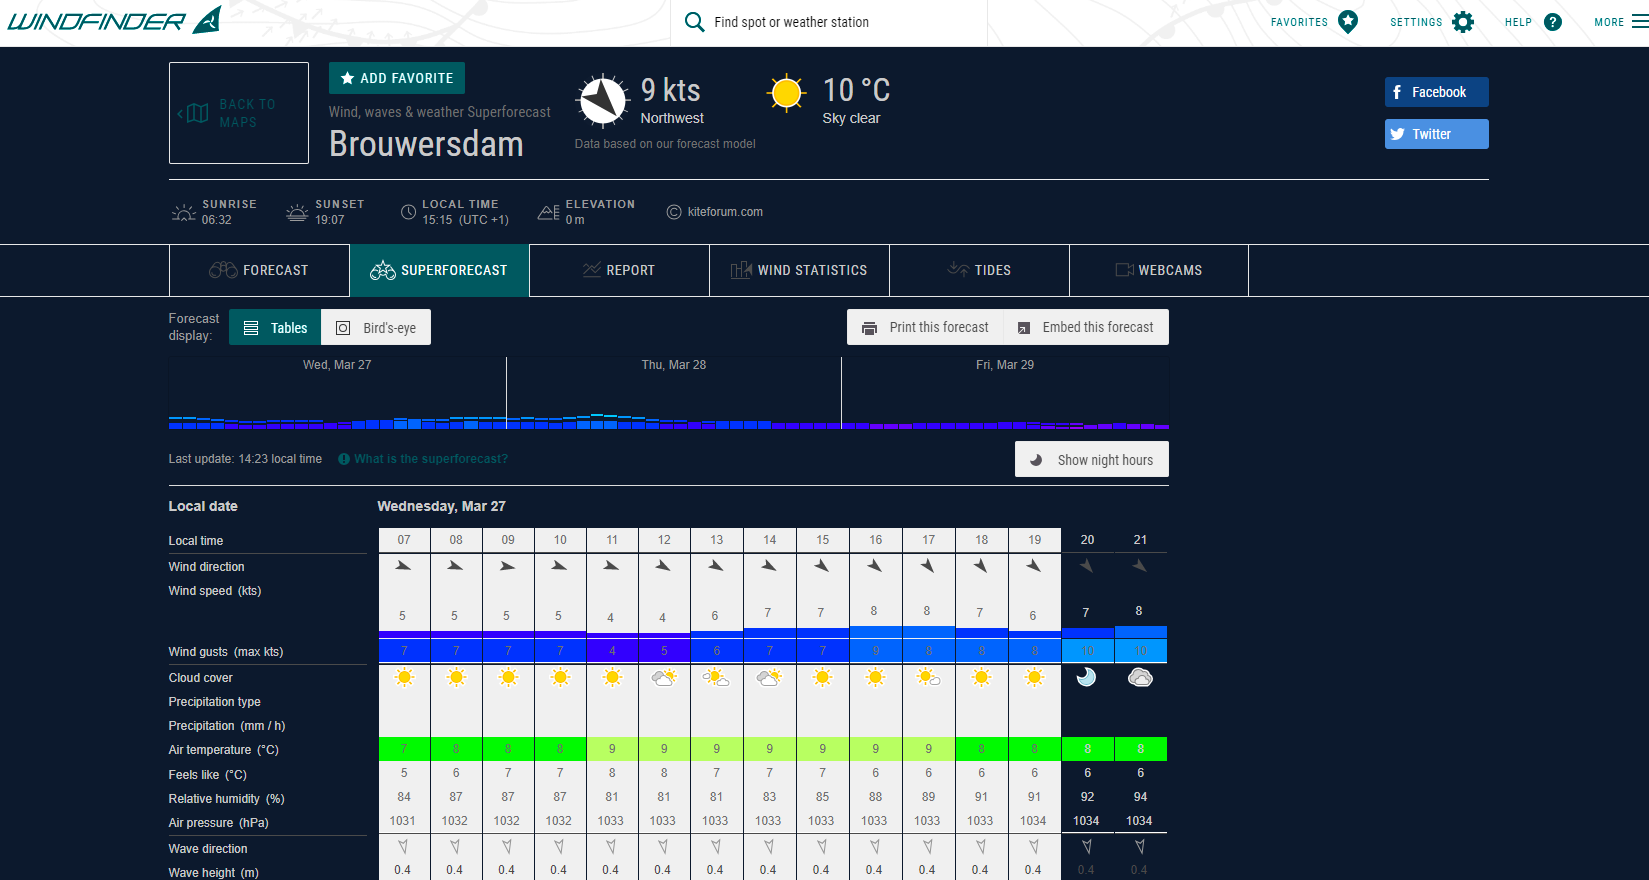 WINDFINDER
Find spot or weather station
FAVORITES SETTINGS HELP ? MORE
BACK TO MAPS
ADD FAVORITE
Wind, waves & weather Superforecast
Brouwersdam
9 kts
Northwest
10 °C
Sky clear
Data based on our forecast model
Facebook
Twitter
SUNRISE
06:32
SUNSET
19:07
LOCAL TIME
15:15 (UTC +1)
ELEVATION
0 m
© kiteforum.com
FORECAST SUPERFORECAST REPORT WIND STATISTICS TIDES WEBCAMS
Forecast display:
Tables Bird's-eye
Print this forecast Embed this forecast
Wed, Mar 27 Thu, Mar 28 Fri, Mar 29
Last update: 14:23 local time What is the superforecast?
Show night hours
Local date Wednesday, Mar 27
Local time 07 08 09 10 11 12 13 14 15 16 17 18 19 20 21
Wind direction
Wind speed (kts)
5 5 5 5 4 4 6 7 7 8 8 7 6 7 8
Wind gusts (max kts) 7 7 7 7 4 5 6 7 7 9 8 8 8 10 10
Cloud cover
Precipitation type
Precipitation (mm / h)
Air temperature (°C) 7 8 8 8 9 9 9 9 9 9 9 8 8 8 8
Feels like (°C) 5 6 7 7 8 8 7 7 7 6 6 6 6 6 6
Relative humidity (%) 84 87 87 87 81 81 81 83 85 88 89 91 91 92 94
Air pressure (hPa) 1031 1032 1032 1032 1033 1033 1033 1033 1033 1033 1033 1033 1034 1034 1034
Wave direction
Wave height (m) 0.4 0.4 0.4 0.4 0.4 0.4 0.4 0.4 0.4 0.4 0.4 0.4 0.4 0.4 0.4